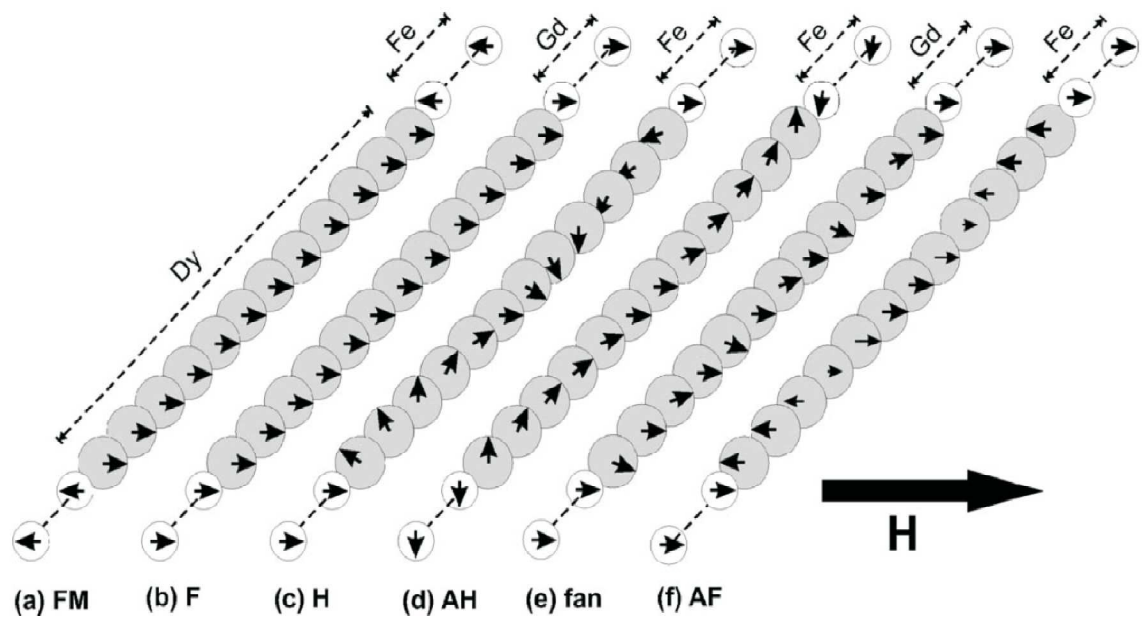 Fe
Gd
Fe
Fe
Gd
Fe
Dy
H
(a) FM
(b) F
(c) H
(d) AH
(e) fan
(f) AF